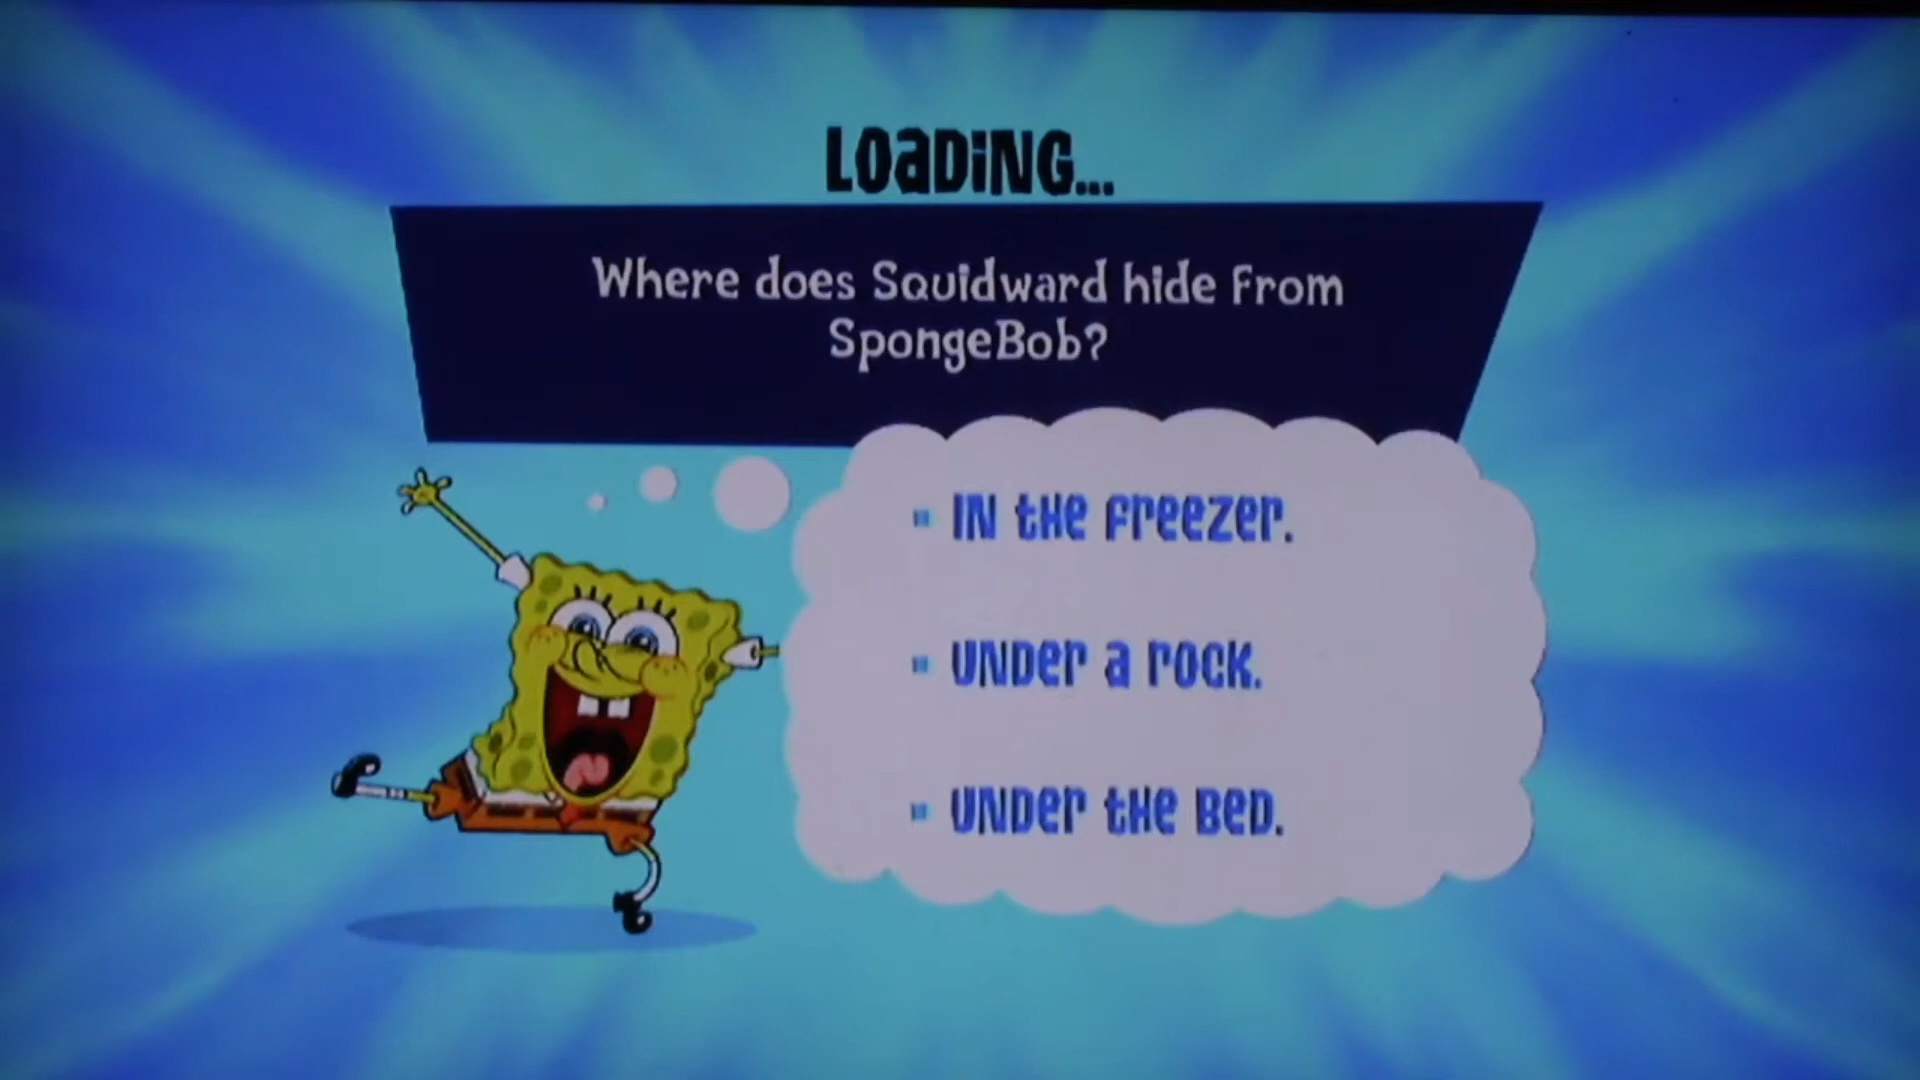 LOADING...
Where does Squidward hide from
SpongeBob?
IN THE FREEZER.
UNDER A ROCK.
UNDER THE BED.